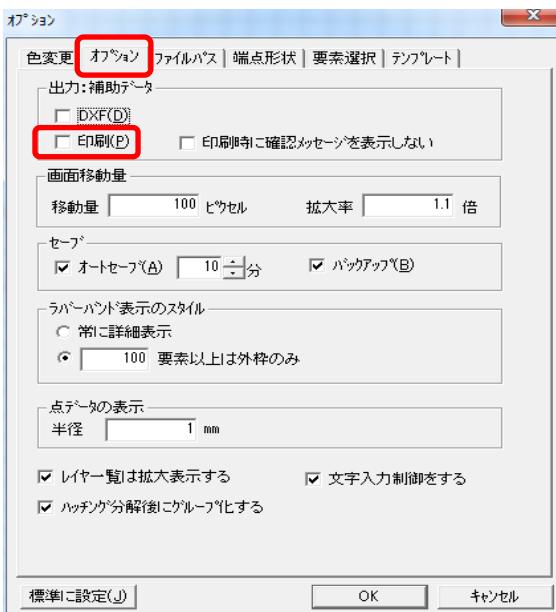 ｵﾌﾟｼｮﾝ
色変更 ｵﾌﾟｼｮﾝ ﾌｧｲﾙﾊﾟｽ 端点形状 要素選択 ﾃﾝﾌﾟﾚｰﾄ
出力:補助ﾃﾞｰﾀ
DXF(D)
印刷(P) 印刷時に確認ﾒｯｾｰｼﾞを表示しない
画面移動量
移動量 100 ﾋﾟｸｾﾙ 拡大率 1.1 倍
ｾｰﾌﾞ
ｵｰﾄｾｰﾌﾞ(A) 10 分 ﾊﾞｯｸｱｯﾌﾟ(B)
ﾗﾊﾞｰﾊﾞﾝﾄﾞ表示のｽﾀｲﾙ
常に詳細表示
100 要素以上は外枠のみ
点ﾃﾞｰﾀの表示
半径 1 mm
ﾚｲﾔ一覧は拡大表示する 文字入力制御をする
ﾊｯﾁﾝｸﾞ分解後にｸﾞﾙｰﾌﾟ化する
標準に設定(J) OK ｷｬﾝｾﾙ